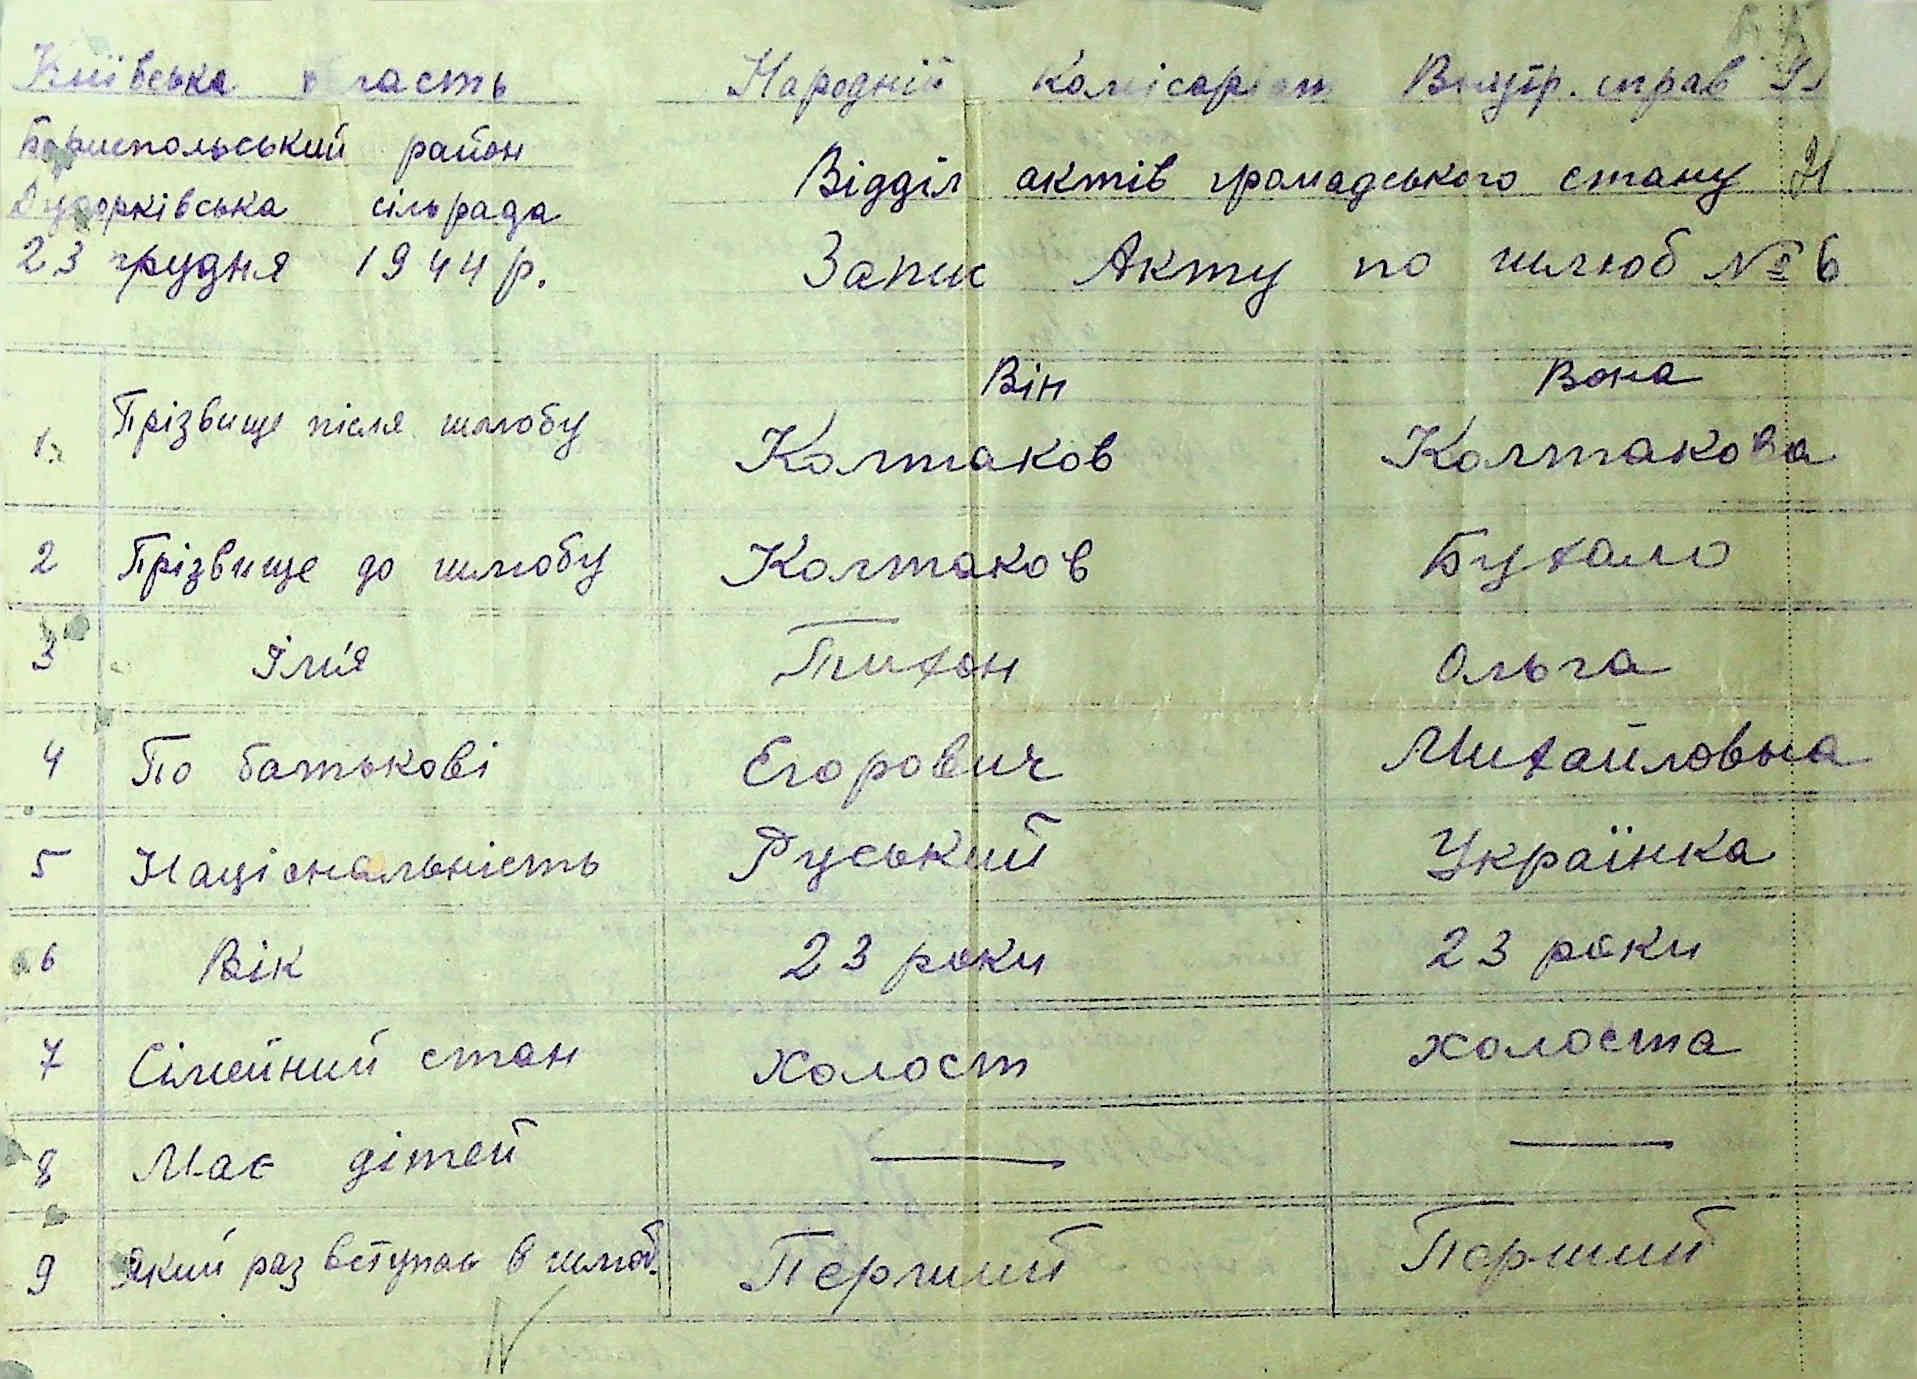 Київська область
Бориспольський район
Дударківська сільрада
23 грудня 1944 р.
Народній Комісаріат Внутр. справ У
Відділ актів громадського стану К
Запис Акту по шлюб № 6
Він Вона
1. Прізвище після шлюбу Колтаков Колтакова
2 Прізвище до шлюбу Колтаков Бухало
3 Ім'я Тихон Ольга
4 По батькові Егорович Михайловна
5 Національність Руський Українка
6 Вік 23 роки 23 роки
7 Сімейний стан Холост Холоста
8 Має дітей — —
9 Який раз вступає в шлюб. Перший Перший